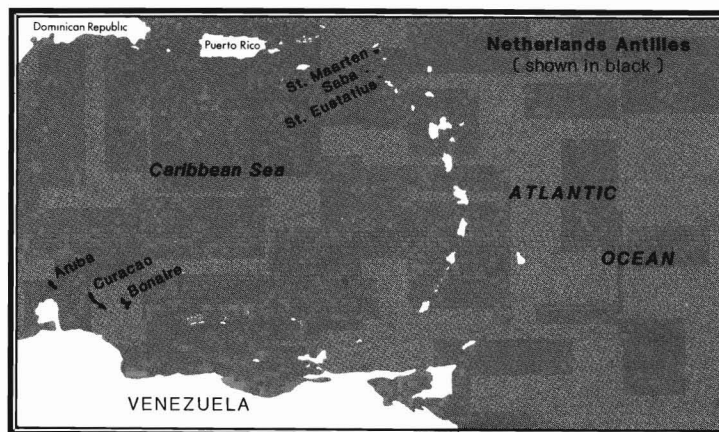 Dominican Republic
Puerto Rico
Netherlands Antilles
( shown in black )
St. Maarten
Saba
St. Eustatius
Caribbean Sea
ATLANTIC
OCEAN
Aruba
Curacao
Bonaire
VENEZUELA